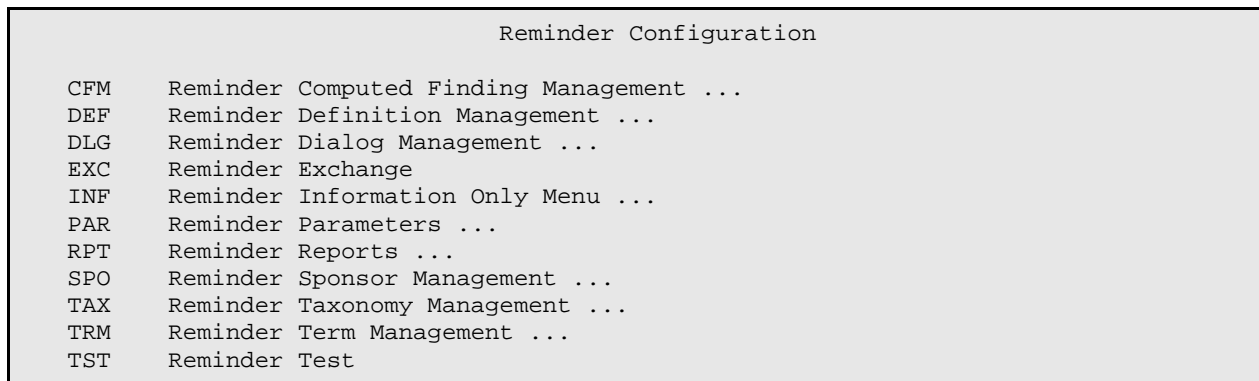 Reminder Configuration
CFM Reminder Computed Finding Management ...
DEF Reminder Definition Management ...
DLG Reminder Dialog Management ...
EXC Reminder Exchange
INF Reminder Information Only Menu ...
PAR Reminder Parameters ...
RPT Reminder Reports ...
SPO Reminder Sponsor Management ...
TAX Reminder Taxonomy Management ...
TRM Reminder Term Management ...
TST Reminder Test